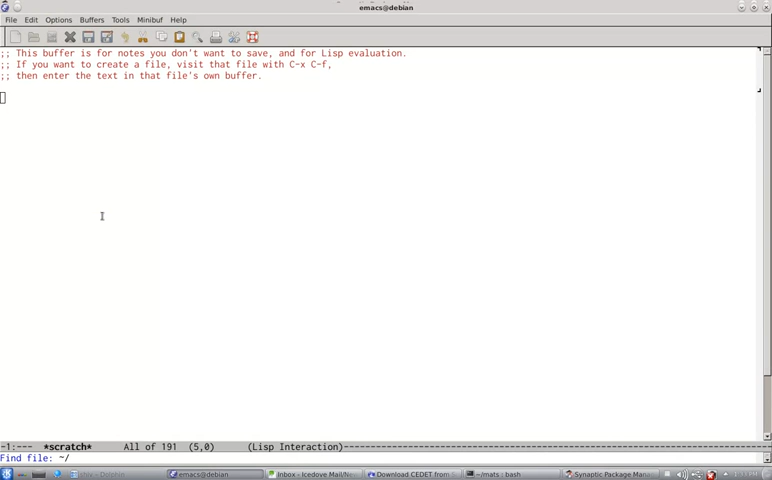 emacs@debian
File Edit Options Buffers Tools Minibuf Help
;; This buffer is for notes you don't want to save, and for Lisp evaluation.
;; If you want to create a file, visit that file with C-x C-f,
;; then enter the text in that file's own buffer.
-1:--- *scratch* All of 191 (5,0) (Lisp Interaction)
Find file: ~/
emacs@debian Inbox - Icedove Mail/Ne Download CEDET from S ~/mats : bash Synaptic Package Man